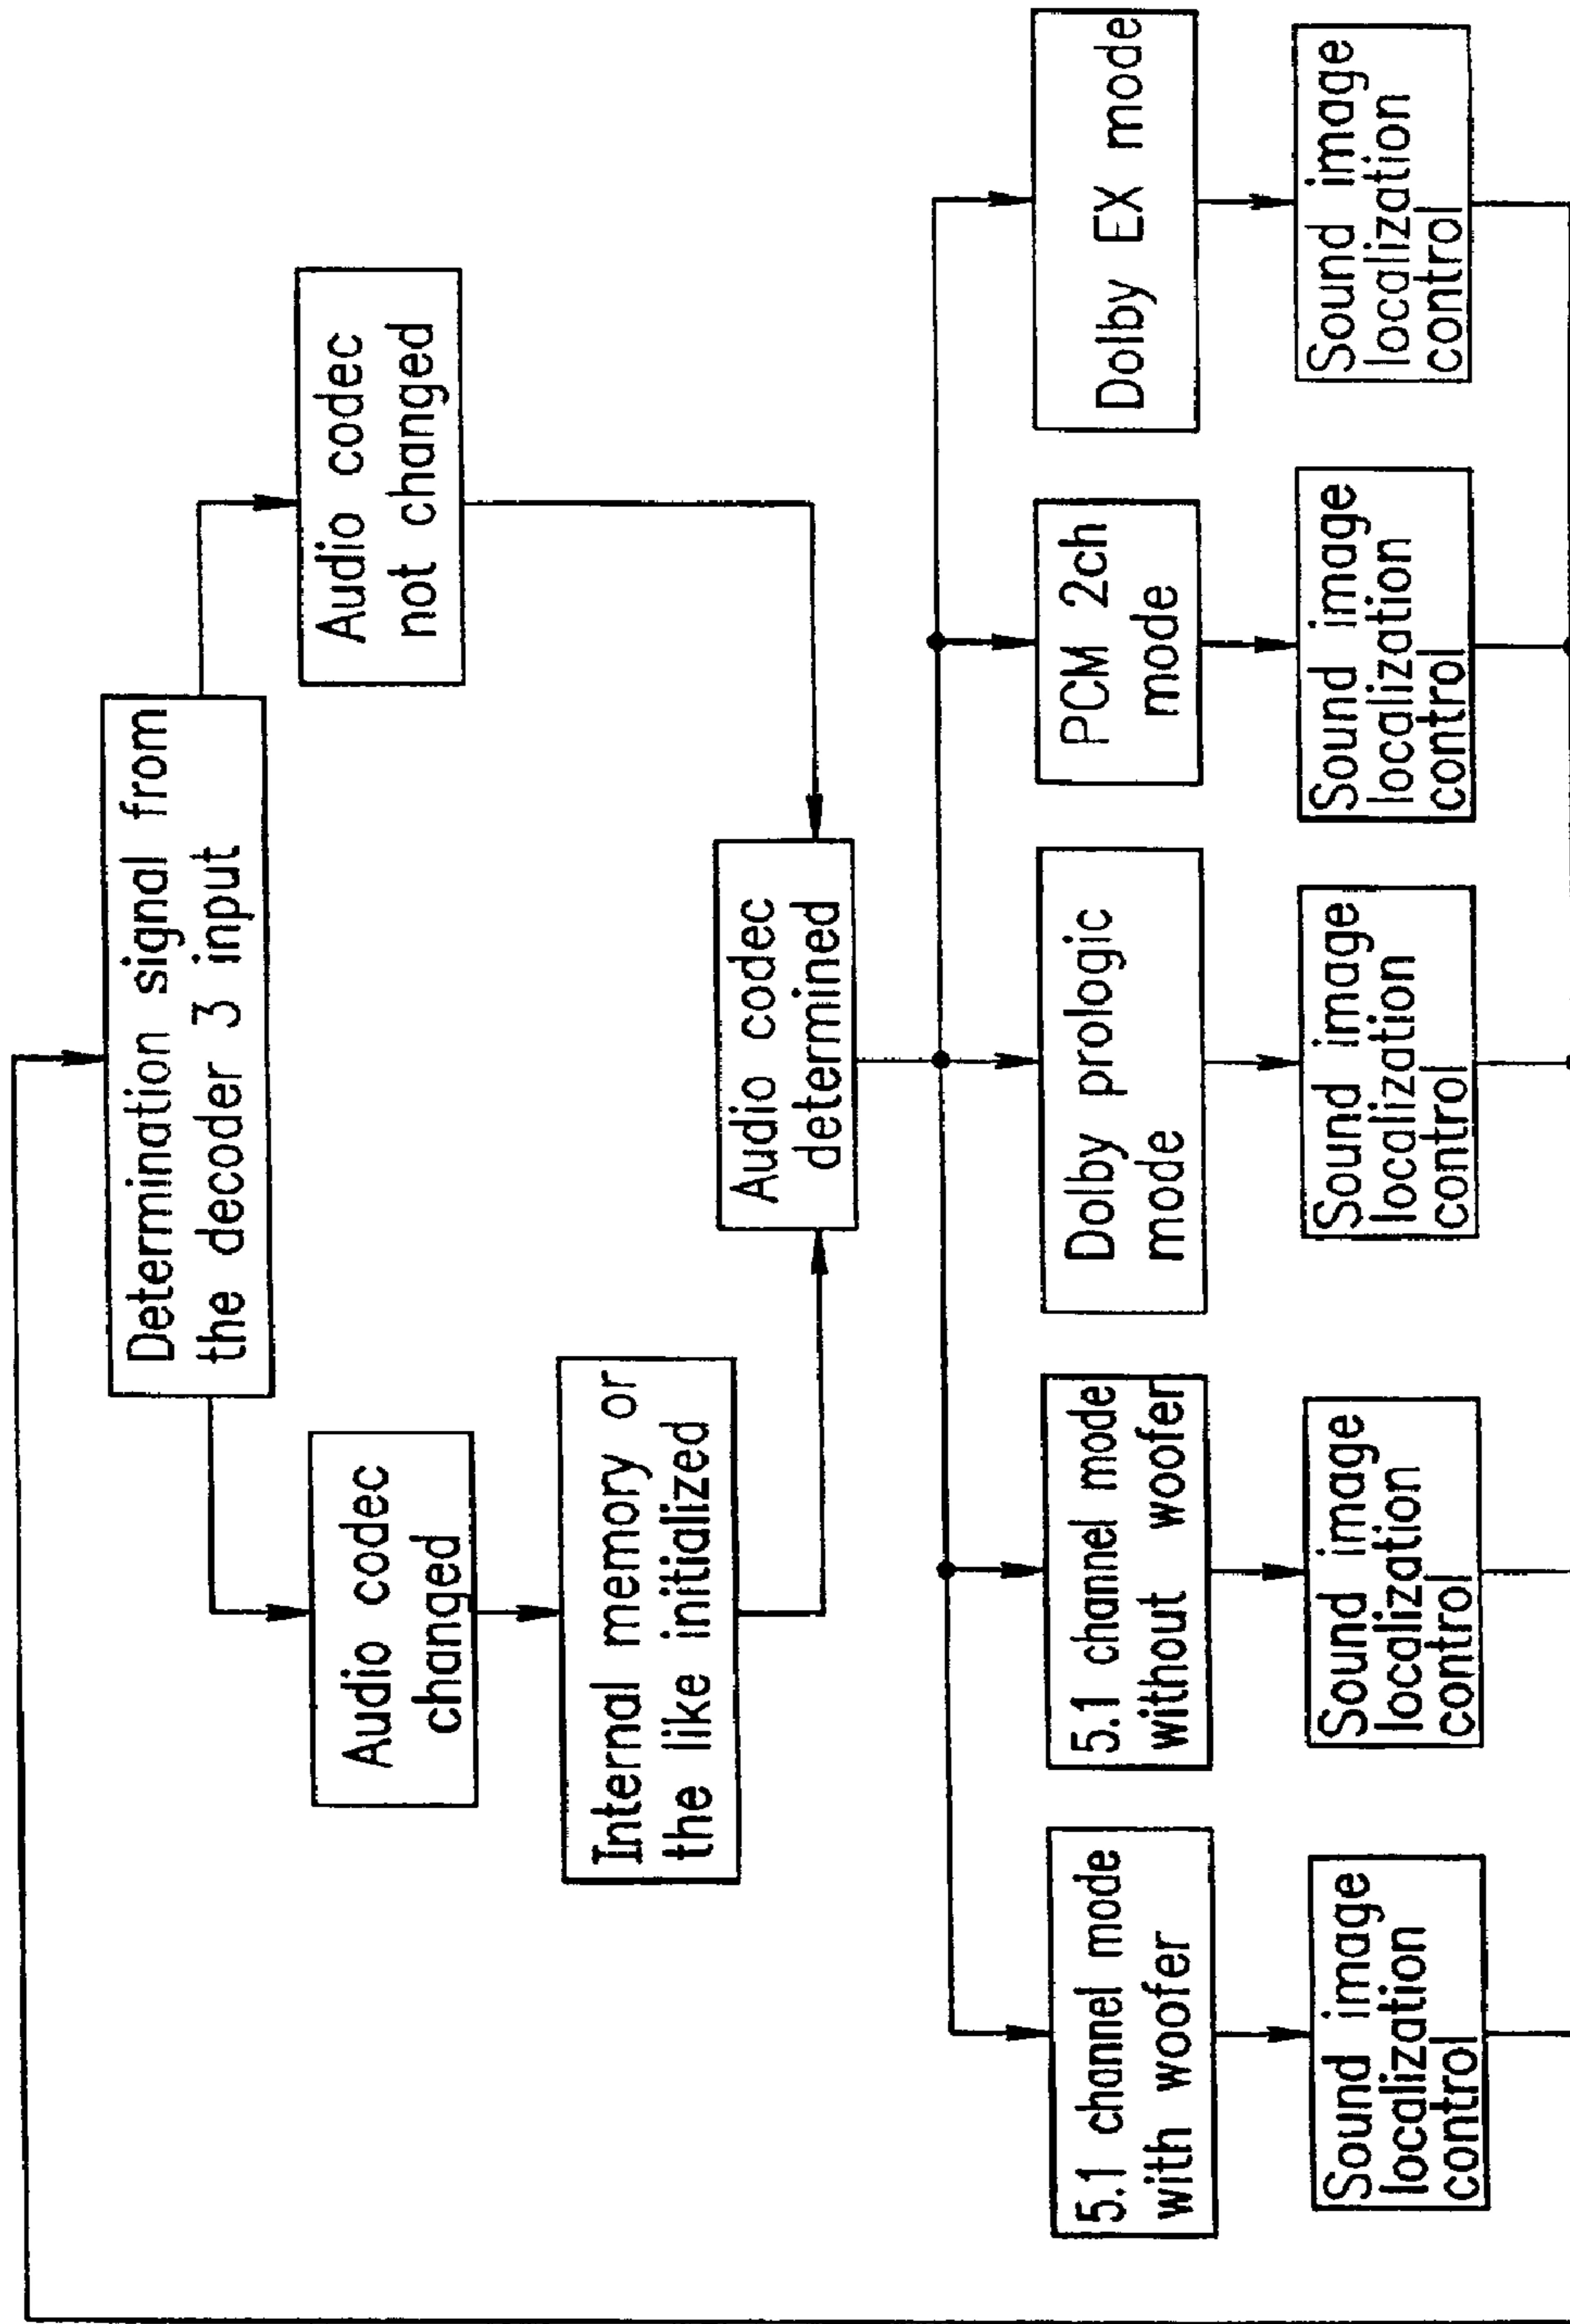 Determination signal from
the decoder 3 input
Audio codec
changed
Audio codec
not changed
Internal memory or
the like initialized
Audio codec
determined
5.1 channel mode
with woofer
5.1 channel mode
without woofer
Dolby prologic
mode
PCM 2ch
mode
Dolby EX mode
Sound image
localization
control
Sound image
localization
control
Sound image
localization
control
Sound image
localization
control
Sound image
localization
control